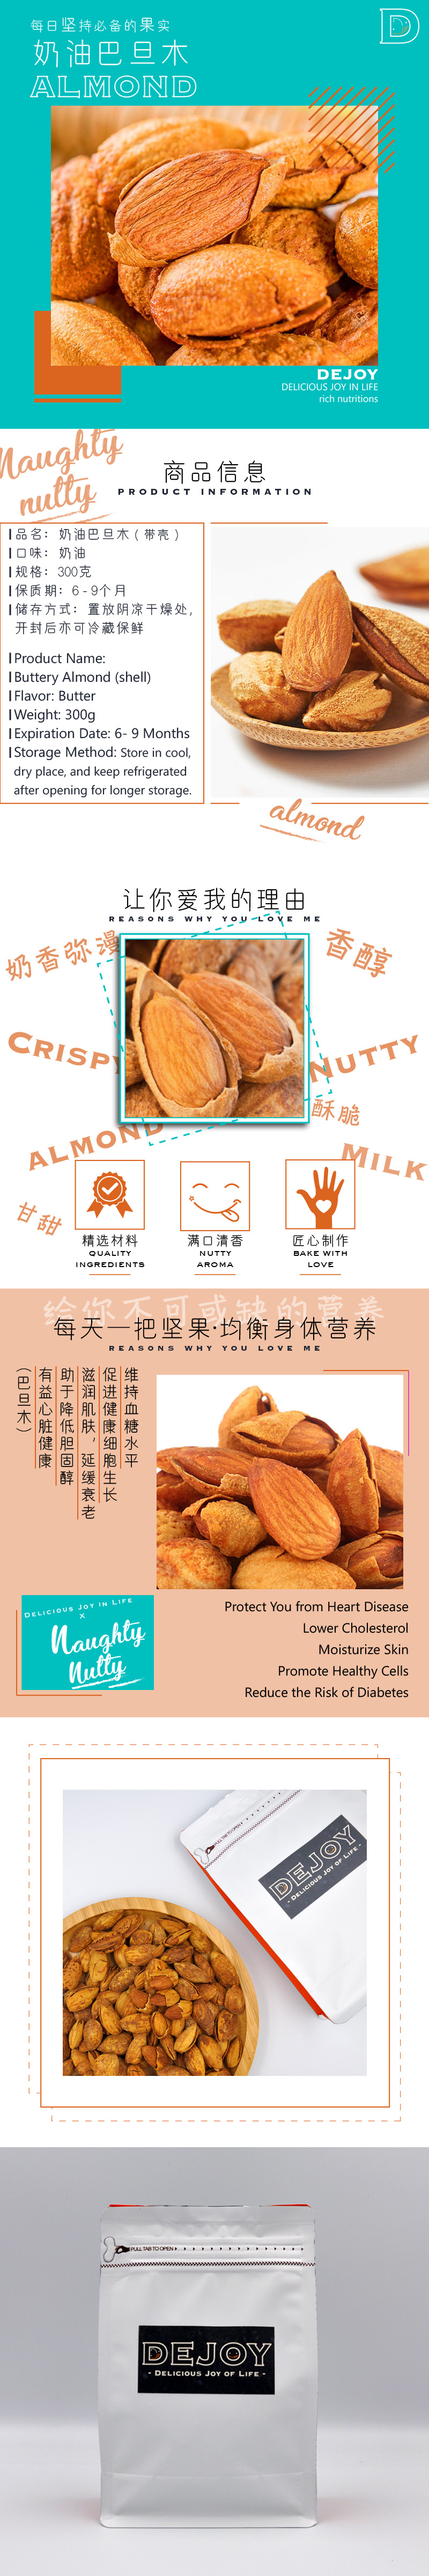 每日坚持必备的果实
奶油巴旦木
ALMOND
D
DEJOY
DELICIOUS JOY IN LIFE
rich nutritions
Naughty
nutty
商品信息
PRODUCT INFORMATION
品名：奶油巴旦木（带壳）
口味：奶油
规格：300克
保质期：6-9个月
储存方式：置放阴凉干燥处,
开封后亦可冷藏保鲜
Product Name:
Buttery Almond (shell)
Flavor: Butter
Weight: 300g
Expiration Date: 6- 9 Months
Storage Method: Store in cool,
dry place, and keep refrigerated
after opening for longer storage.
almond
让你爱我的理由
REASONS WHY YOU LOVE ME
奶香弥漫
香醇
CRISPY
NUTTY
酥脆
ALMOND
MILK
甘甜
精选材料
QUALITY
INGREDIENTS
满口清香
NUTTY
AROMA
匠心制作
BAKE WITH
LOVE
给你不可或缺的营养
每天一把坚果·均衡身体营养
REASONS WHY YOU LOVE ME
维持血糖水平
促进健康细胞生长
滋润肌肤，延缓衰老
助于降低胆固醇
有益心脏健康
（巴旦木）
DELICIOUS JOY IN LIFE
X
Naughty
Nutty
Protect You from Heart Disease
Lower Cholesterol
Moisturize Skin
Promote Healthy Cells
Reduce the Risk of Diabetes
PULL TAB TO OPEN
DEJOY
- DELICIOUS JOY OF LIFE -
PULL TAB TO OPEN
DEJOY
- DELICIOUS JOY OF LIFE -